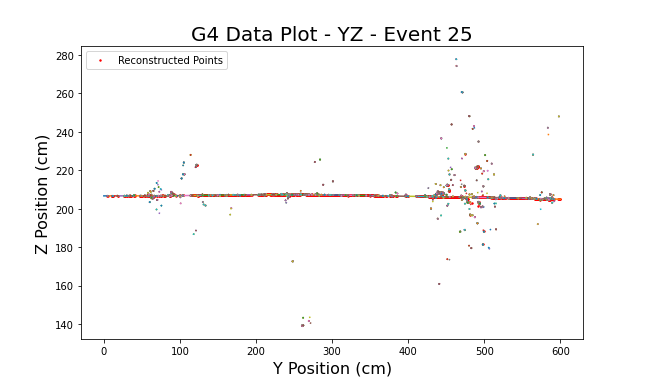 G4 Data Plot - YZ - Event 25
Reconstructed Points
Z Position (cm)
280
260
240
220
200
180
160
140
0 100 200 300 400 500 600
Y Position (cm)